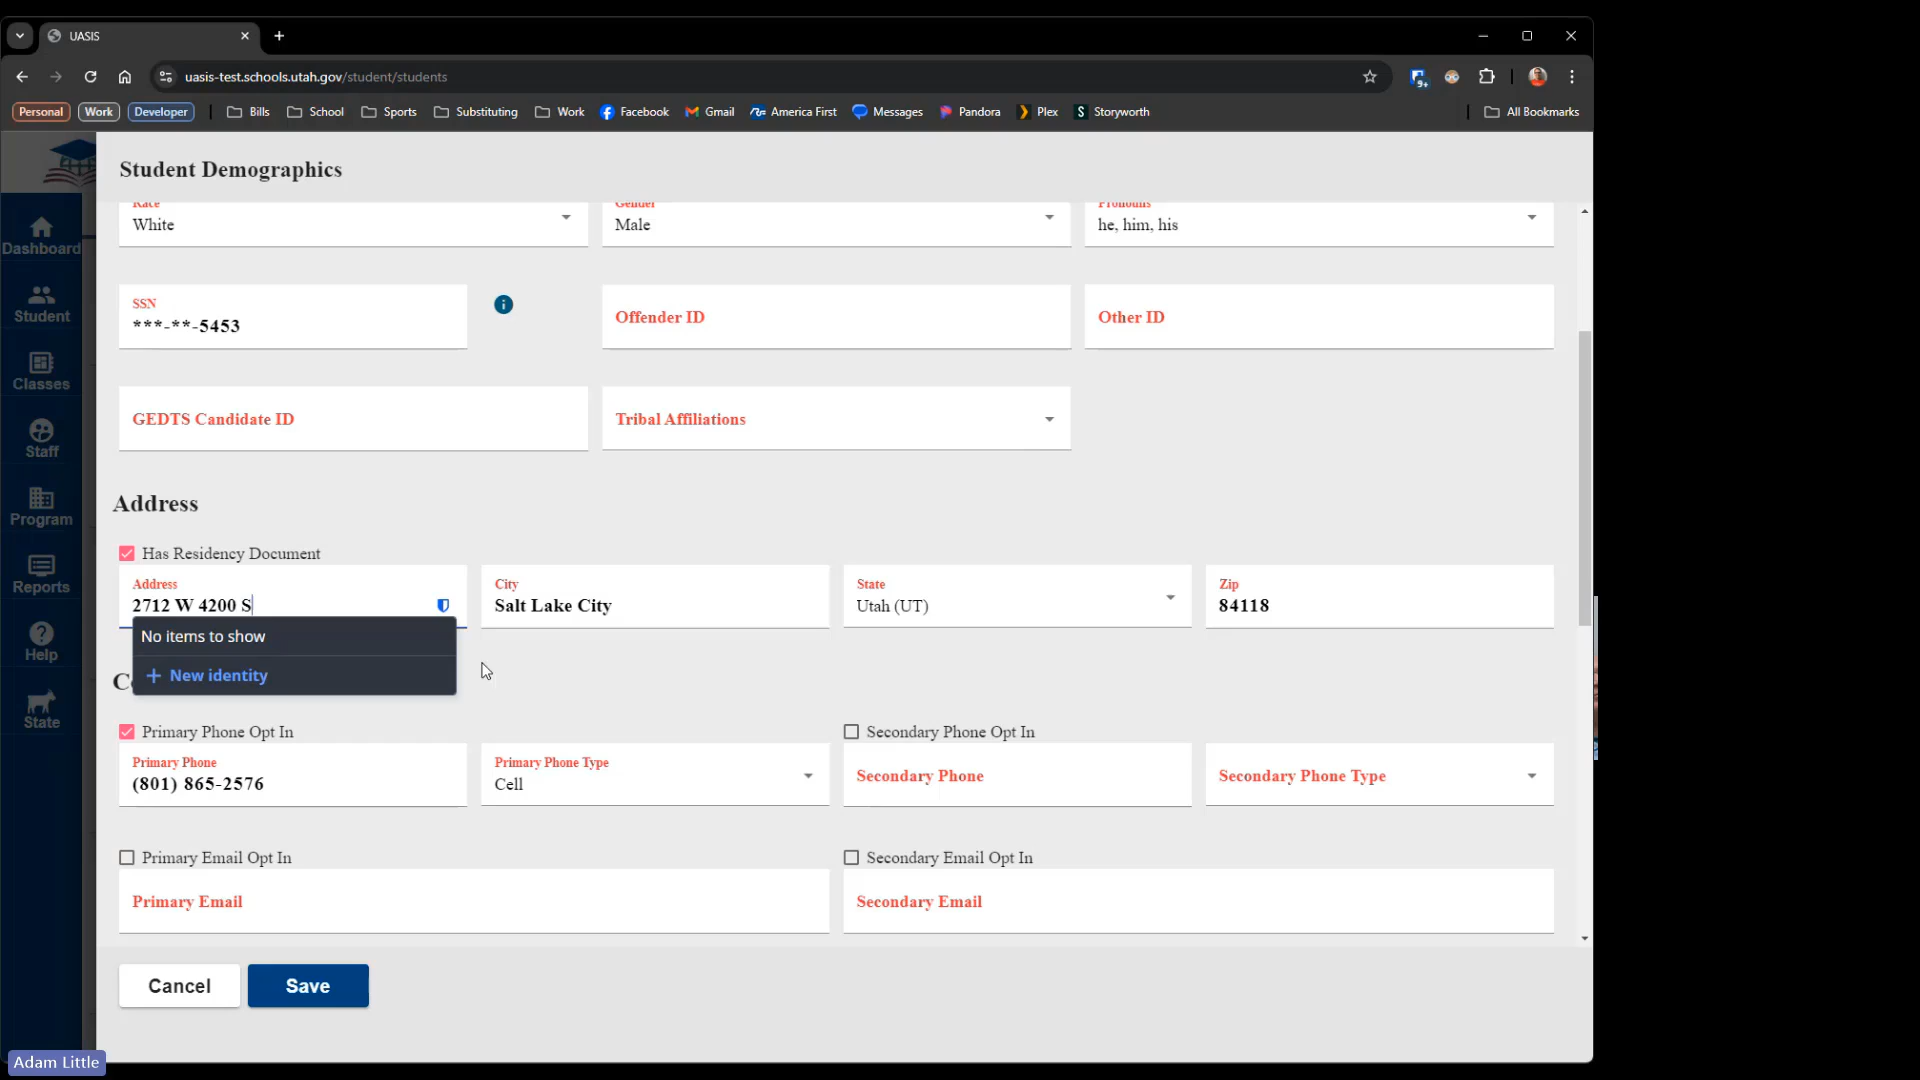 UASIS
uasis-test.schools.utah.gov/student/students
9+
Personal Work Developer Bills School Sports Substituting Work Facebook Gmail America First Messages Pandora Plex S Storyworth All Bookmarks
Student Demographics
Race Gender Pronouns
White Male he, him, his
SSN
***-**-5453
Offender ID
Other ID
GEDTS Candidate ID
Tribal Affiliations
Address
Has Residency Document
Address City State Zip
2712 W 4200 S Salt Lake City Utah (UT) 84118
No items to show
+ New identity
Primary Phone Opt In Secondary Phone Opt In
Primary Phone Primary Phone Type
(801) 865-2576 Cell
Secondary Phone Secondary Phone Type
Primary Email Opt In Secondary Email Opt In
Primary Email Secondary Email
Cancel Save
Dashboard
Student
Classes
Staff
Program
Reports
Help
State
Adam Little